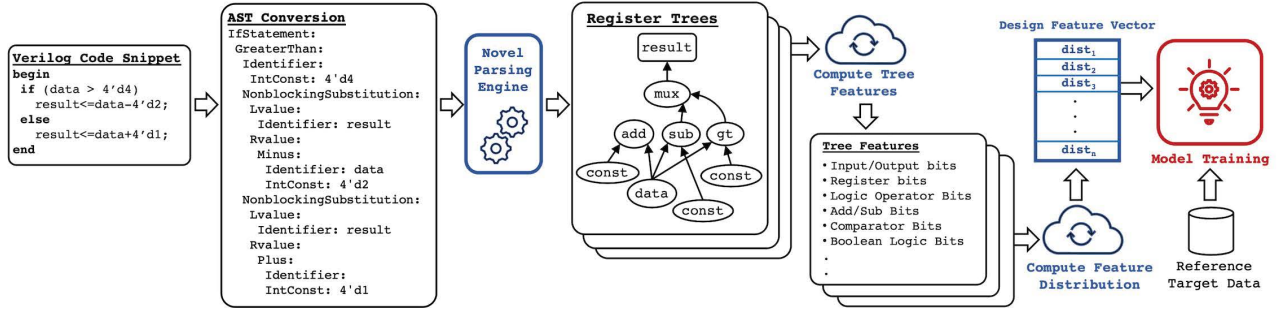 Verilog Code Snippet
begin
if (data > 4'd4)
result<=data-4'd2;
else
result<=data+4'd1;
end
AST Conversion
IfStatement:
GreaterThan:
Identifier:
IntConst: 4'd4
NonblockingSubstitution:
Lvalue:
Identifier: result
Rvalue:
Minus:
Identifier: data
IntConst: 4'd2
NonblockingSubstitution:
Lvalue:
Identifier: result
Rvalue:
Plus:
Identifier:
IntConst: 4'd1
Novel
Parsing
Engine
Register Trees
result
mux
add
sub
gt
const
data
const
const
Compute Tree
Features
Tree Features
• Input/Output bits
• Register bits
• Logic Operator Bits
• Add/Sub Bits
• Comparator Bits
• Boolean Logic Bits
.
.
Compute Feature
Distribution
Design Feature Vector
dist1
dist2
dist3
.
.
.
distn
Model Training
Reference
Target Data